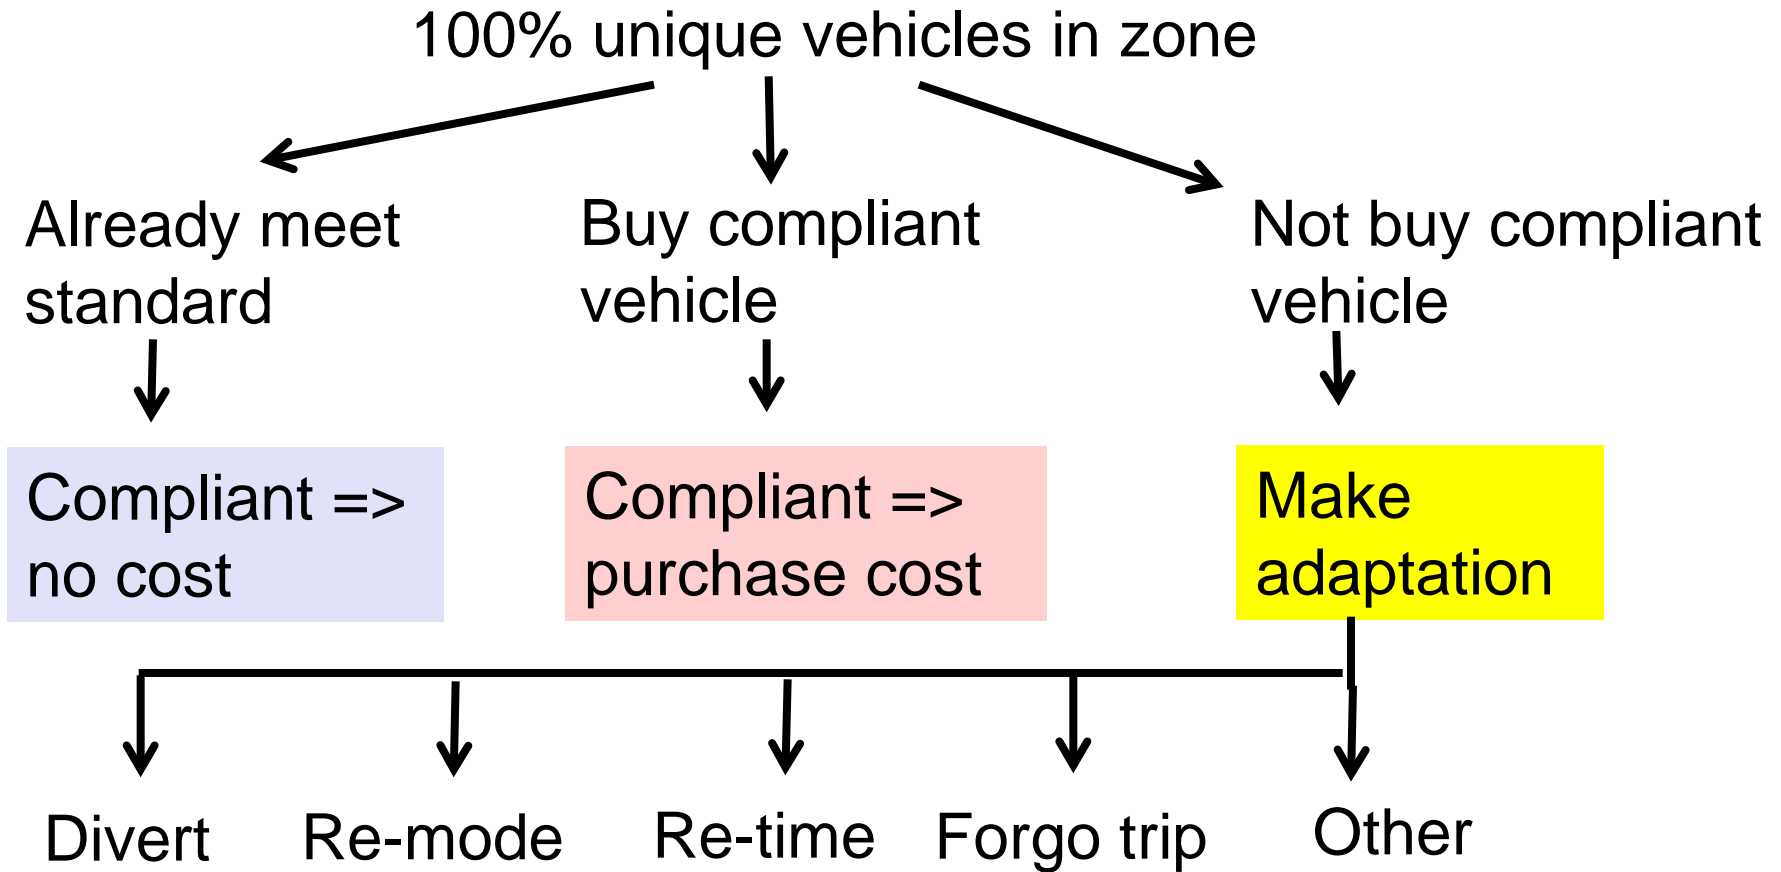 100% unique vehicles in zone
Already meet
standard
Buy compliant
vehicle
Not buy compliant
vehicle
Compliant =>
no cost
Compliant =>
purchase cost
Make
adaptation
Divert
Re-mode
Re-time
Forgo trip
Other